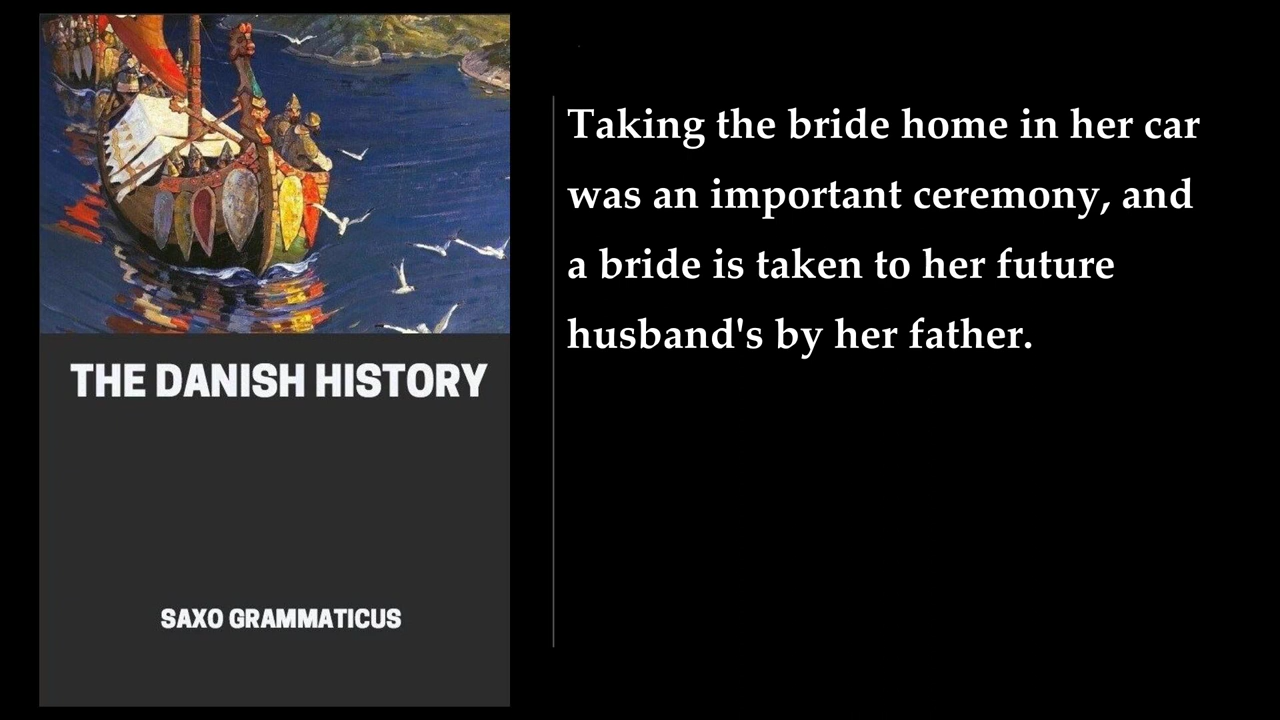 THE DANISH HISTORY
SAXO GRAMMATICUS
Taking the bride home in her car
was an important ceremony, and
a bride is taken to her future
husband's by her father.